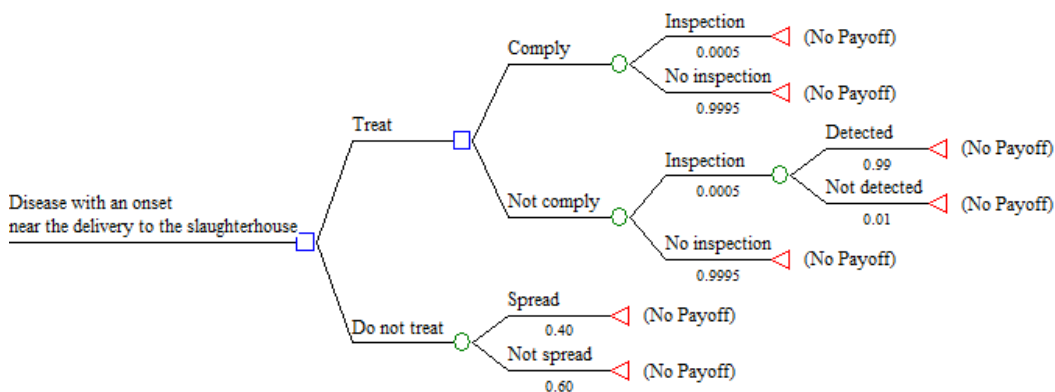 Inspection
0.0005
(No Payoff)
Comply
No inspection
0.9995
(No Payoff)
Treat
Detected
0.99
(No Payoff)
Inspection
0.0005
Not detected
0.01
(No Payoff)
Not comply
No inspection
0.9995
(No Payoff)
Disease with an onset
near the delivery to the slaughterhouse
Spread
0.40
(No Payoff)
Do not treat
Not spread
0.60
(No Payoff)